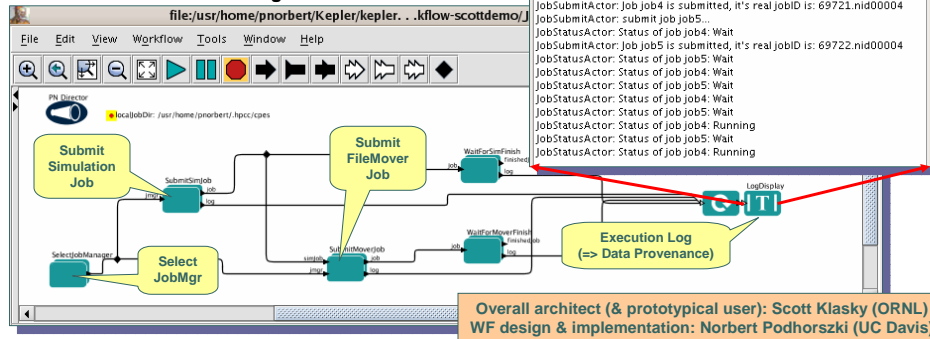 file:/usr/home/pnorbert/Kepler/kepler. . .kflow-scottdemo/J
File Edit View Workflow Tools Window Help
JobSubmitActor: Job job4 is submitted, it's real jobID is: 69721.nid00004
JobSubmitActor: submit job job5...
JobStatusActor: Status of job job4: Wait
JobSubmitActor: Job job5 is submitted, it's real jobID is: 69722.nid00004
JobStatusActor: Status of job job5: Wait
JobStatusActor: Status of job job4: Wait
JobStatusActor: Status of job job5: Wait
JobStatusActor: Status of job job4: Wait
JobStatusActor: Status of job job5: Wait
JobStatusActor: Status of job job4: Running
JobStatusActor: Status of job job5: Wait
JobStatusActor: Status of job job4: Running
PN Director
localJobDir: /usr/home/pnorbert/.hpcc/cpes
Submit
Simulation
Job
Submit
FileMover
Job
WaitForSimFinish
job
finished
log
SubmitSimJob
jmgr
job
log
LogDisplay
T
SelectJobManager
Select
JobMgr
SubmitMoverJob
simJob
jmgr
job
log
WaitForMoverFinish
job
finishedJob
log
Execution Log
(=> Data Provenance)
Overall architect (& prototypical user): Scott Klasky (ORNL)
WF design & implementation: Norbert Podhorszki (UC Davis)